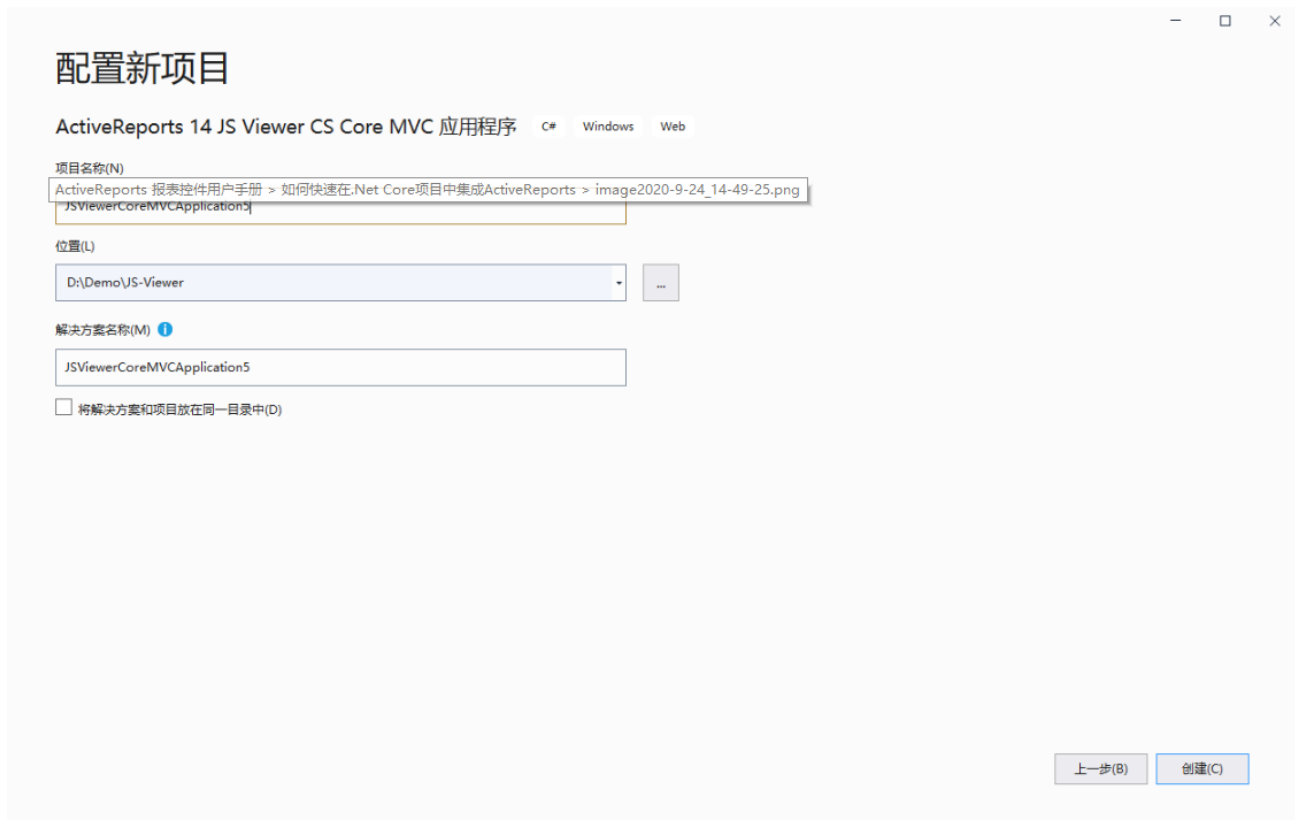 配置新项目
ActiveReports 14 JS Viewer CS Core MVC 应用程序 C# Windows Web
项目名称(N)
ActiveReports 报表控件用户手册 > 如何快速在.Net Core项目中集成ActiveReports > image2020-9-24_14-49-25.png
JSViewerCoreMVCApplication5
位置(L)
D:\Demo\JS-Viewer
...
解决方案名称(M)
JSViewerCoreMVCApplication5
将解决方案和项目放在同一目录中(D)
上一步(B) 创建(C)